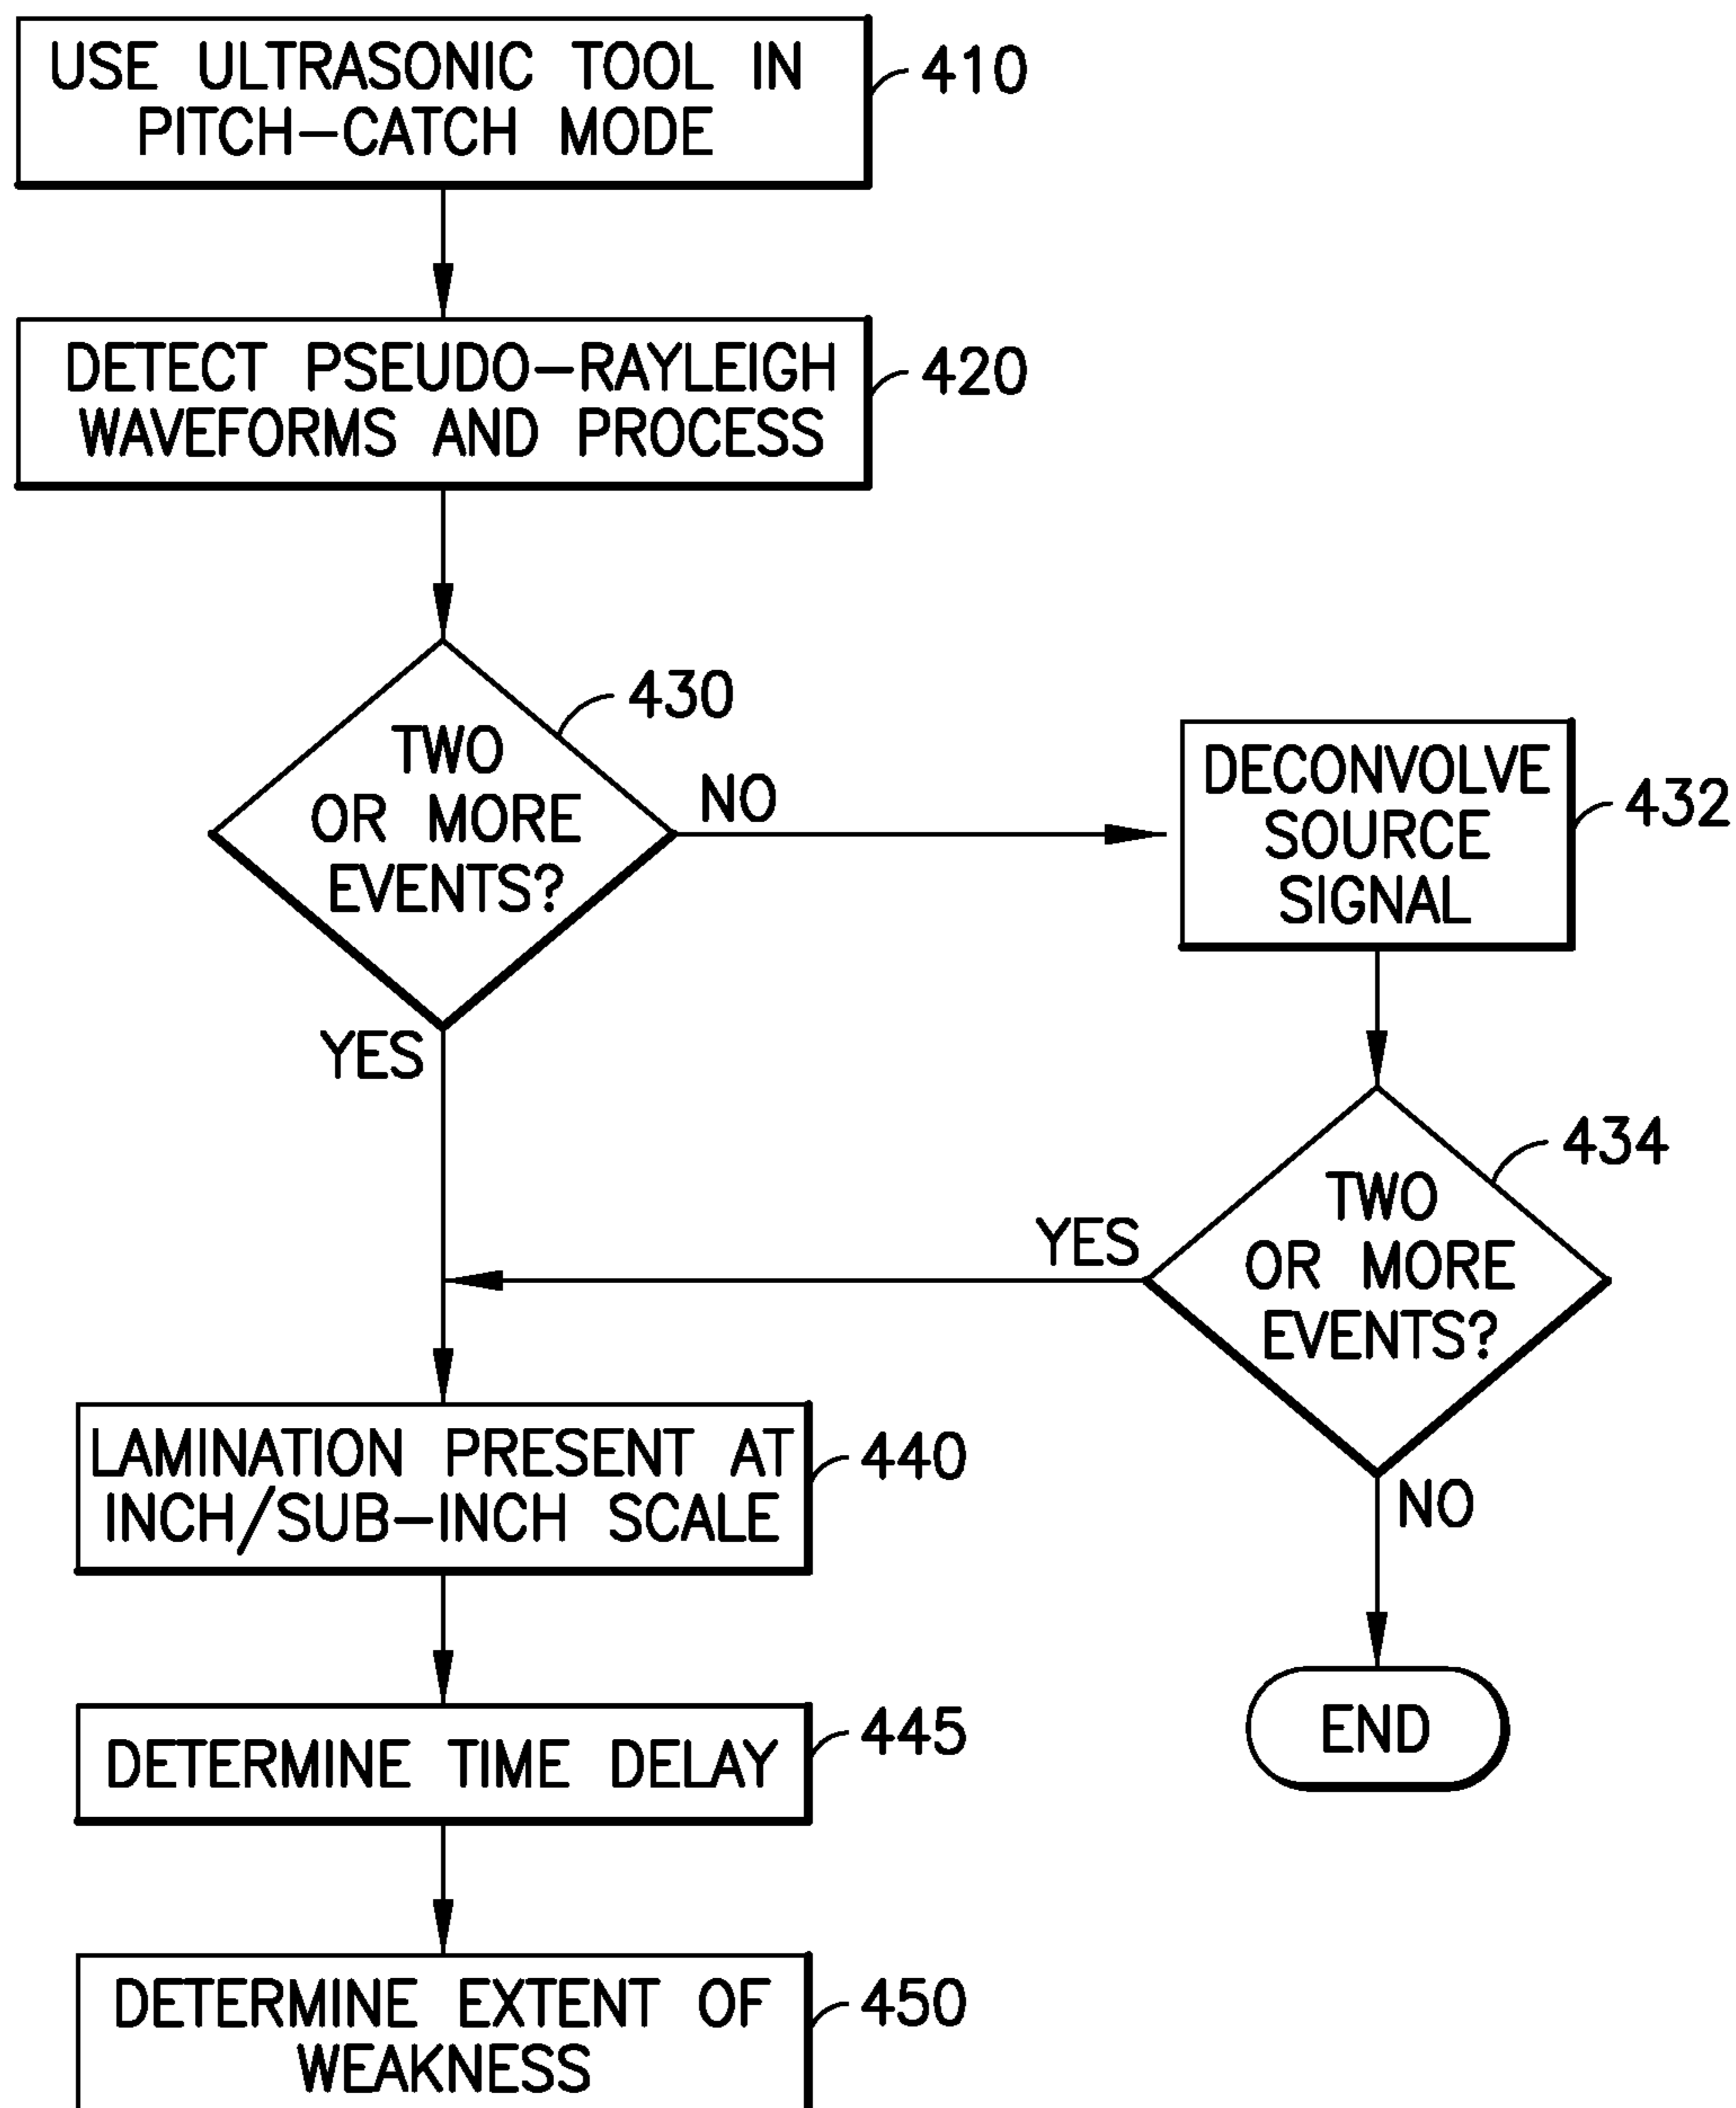 USE ULTRASONIC TOOL IN
PITCH-CATCH MODE
410
DETECT PSEUDO-RAYLEIGH
WAVEFORMS AND PROCESS
420
430
TWO
OR MORE
EVENTS?
NO
YES
DECONVOLVE
SOURCE
SIGNAL
432
434
TWO
OR MORE
EVENTS?
YES
NO
END
LAMINATION PRESENT AT
INCH/SUB-INCH SCALE
440
DETERMINE TIME DELAY
445
DETERMINE EXTENT OF
WEAKNESS
450